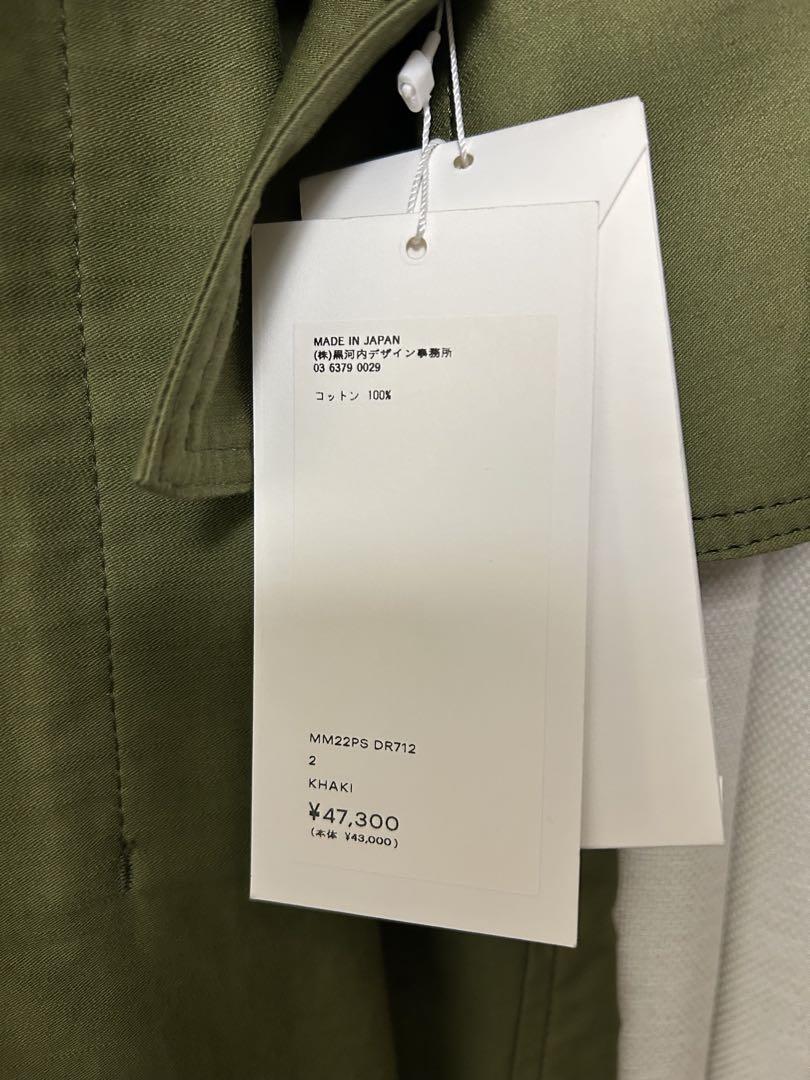 MADE IN JAPAN
(株)黒河内デザイン事務所
03 6379 0029
コットン 100%
MM22PS DR712
2
KHAKI
¥47,300
(本体 ¥43,000)